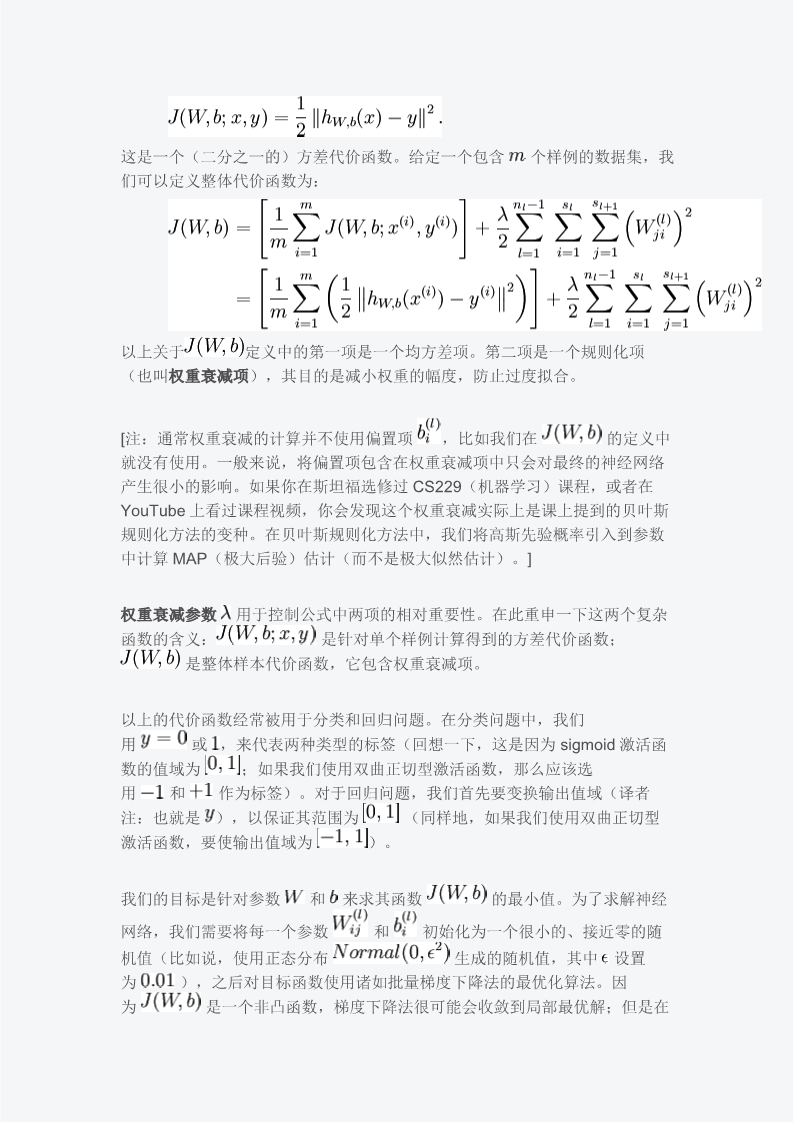 J(W, b; x, y) = \frac{1}{2} \|h_{W,b}(x) − y\|^2.
这是一个（二分之一的）方差代价函数。给定一个包含 m 个样例的数据集，我
们可以定义整体代价函数为：
J(W, b) = \left[ \frac{1}{m} \sum_{i=1}^{m} J(W, b; x^{(i)}, y^{(i)}) \right] + \frac{λ}{2} \sum_{l=1}^{n_l−1} \sum_{i=1}^{s_l} \sum_{j=1}^{s_{l+1}} \left( W_{ji}^{(l)} \right)^2
= \left[ \frac{1}{m} \sum_{i=1}^{m} \left( \frac{1}{2} \|h_{W,b}(x^{(i)}) − y^{(i)}\|^2 \right) \right] + \frac{λ}{2} \sum_{l=1}^{n_l−1} \sum_{i=1}^{s_l} \sum_{j=1}^{s_{l+1}} \left( W_{ji}^{(l)} \right)^2
以上关于J(W, b)定义中的第一项是一个均方差项。第二项是一个规则化项
（也叫权重衰减项），其目的是减小权重的幅度，防止过度拟合。
[注：通常权重衰减的计算并不使用偏置项 b_i^{(l)}，比如我们在 J(W, b) 的定义中
就没有使用。一般来说，将偏置项包含在权重衰减项中只会对最终的神经网络
产生很小的影响。如果你在斯坦福选修过 CS229（机器学习）课程，或者在
YouTube 上看过课程视频，你会发现这个权重衰减实际上是课上提到的贝叶斯
规则化方法的变种。在贝叶斯规则化方法中，我们将高斯先验概率引入到参数
中计算 MAP（极大后验）估计（而不是极大似然估计）。]
权重衰减参数 λ 用于控制公式中两项的相对重要性。在此重申一下这两个复杂
函数的含义：J(W, b; x, y) 是针对单个样例计算得到的方差代价函数；
J(W, b) 是整体样本代价函数，它包含权重衰减项。
以上的代价函数经常被用于分类和回归问题。在分类问题中，我们
用 y = 0 或 1，来代表两种类型的标签（回想一下，这是因为 sigmoid 激活函
数的值域为 [0, 1]；如果我们使用双曲正切型激活函数，那么应该选
用 −1 和 +1 作为标签）。对于回归问题，我们首先要变换输出值域（译者
注：也就是 y），以保证其范围为 [0, 1] （同样地，如果我们使用双曲正切型
激活函数，要使输出值域为 [−1, 1]）。
我们的目标是针对参数 W 和 b 来求其函数 J(W, b) 的最小值。为了求解神经
网络，我们需要将每一个参数 W_{ij}^{(l)} 和 b_i^{(l)} 初始化为一个很小的、接近零的随
机值（比如说，使用正态分布 Normal(0, ϵ^2) 生成的随机值，其中 ϵ 设置
为 0.01 ），之后对目标函数使用诸如批量梯度下降法的最优化算法。因
为 J(W, b) 是一个非凸函数，梯度下降法很可能会收敛到局部最优解；但是在